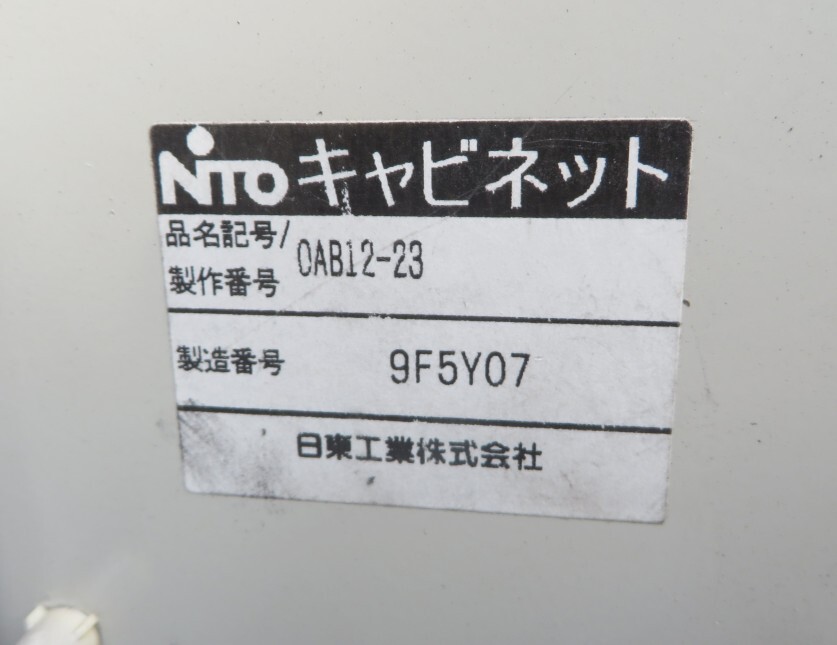 NITO キャビネット
品名記号/
製作番号 OAB12-23
製造番号 9F5Y07
日東工業株式会社